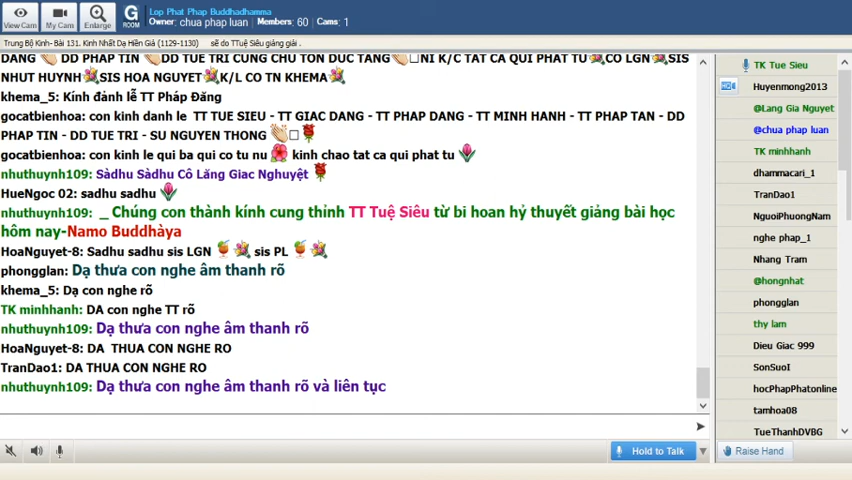 View Cam
My Cam
Enlarge
G
ROOM
Lop Phat Phap Buddhadhamma
Owner: chua phap luan Members: 60 Cams: 1
Trung Bộ Kinh- Bài 131. Kinh Nhất Dạ Hiền Giả (1129-1130) sẽ do TTuệ Siêu giảng giải .
DANG DD PHAP TIN DD TUE TRI CUNG CHU TON DUC TANG NI K/C TAT CA QUI PHAT TU CO LGN SIS
NHUT HUYNH SIS HOA NGUYET K/L CO TN KHEMA
khema_5: Kính đảnh lễ TT Pháp Đăng
gocatbienhoa: con kinh danh le TT TUE SIEU - TT GIAC DANG - TT PHAP DANG - TT MINH HANH - TT PHAP TAN - DD
PHAP TIN - DD TUE TRI - SU NGUYEN THONG
gocatbienhoa: con kinh le qui ba qui co tu nu kinh chao tat ca qui phat tu
nhuthuynh109: Sàdhu Sàdhu Cô Lăng Giac Nghuyệt
HueNgoc 02: sadhu sadhu
nhuthuynh109: _ Chúng con thành kính cung thỉnh TT Tuệ Siêu từ bi hoan hỷ thuyết giảng bài học
hôm nay-Namo Buddhàya
HoaNguyet-8: Sadhu sadhu sis LGN sis PL
phongglan: Dạ thưa con nghe âm thanh rõ
khema_5: Dạ con nghe rõ
TK minhhanh: DA con nghe TT rõ
nhuthuynh109: Dạ thưa con nghe âm thanh rõ
HoaNguyet-8: DA THUA CON NGHE RO
TranDao1: DA THUA CON NGHE RO
nhuthuynh109: Dạ thưa con nghe âm thanh rõ và liên tục
Hold to Talk
TK Tue Sieu
Huyenmong2013
@Lang Gia Nguyet
@chua phap luan
TK minhhanh
dhammacari_1
TranDao1
NguoiPhuongNam
nghe phap_1
Nhang Tram
@hongnhat
phongglan
thy lam
Dieu Giac 999
SonSuoI
hocPhapPhatonline
tamhoa08
TueThanhDVBG
Raise Hand